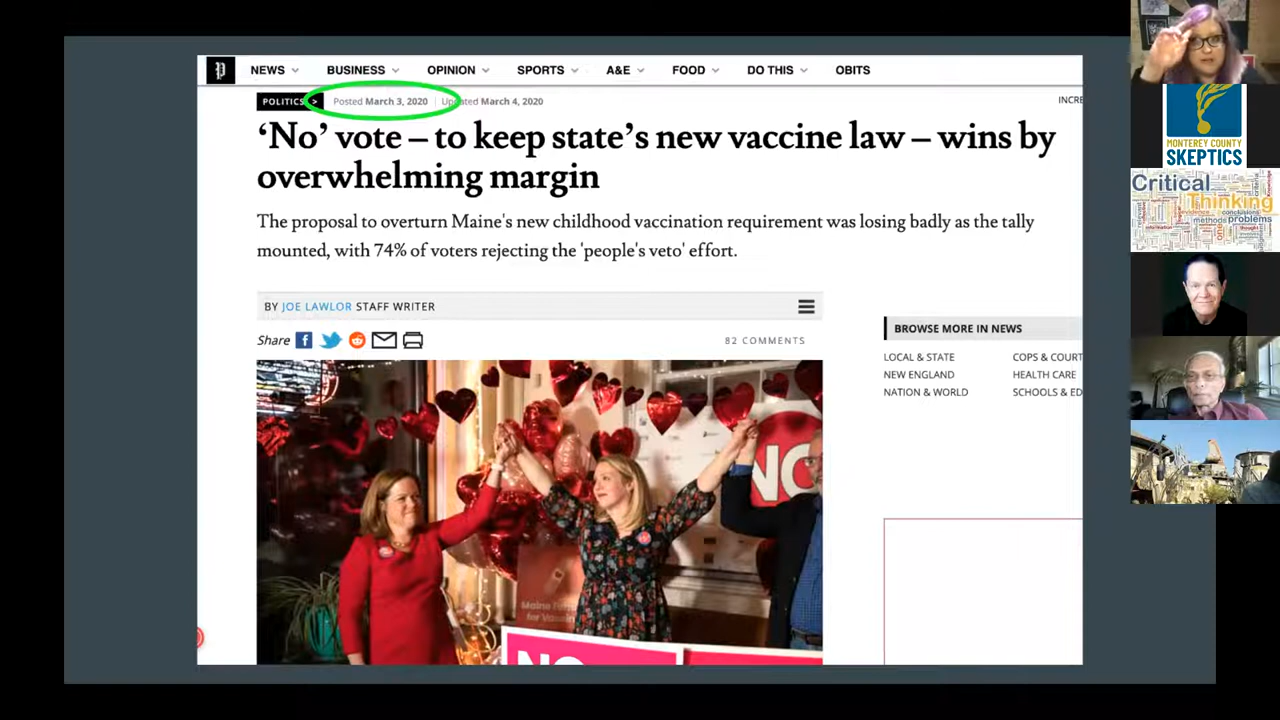 NEWS BUSINESS OPINION SPORTS A&E FOOD DO THIS OBITS
POLITICS > Posted March 3, 2020 | Updated March 4, 2020
INCRE
‘No’ vote – to keep state’s new vaccine law – wins by
overwhelming margin
The proposal to overturn Maine's new childhood vaccination requirement was losing badly as the tally
mounted, with 74% of voters rejecting the 'people's veto' effort.
BY JOE LAWLOR STAFF WRITER
Share
82 COMMENTS
BROWSE MORE IN NEWS
LOCAL & STATE COPS & COURT
NEW ENGLAND HEALTH CARE
NATION & WORLD SCHOOLS & ED
NO
NO
MONTEREY COUNTY
SKEPTICS
Critical
Thinking
methods problems